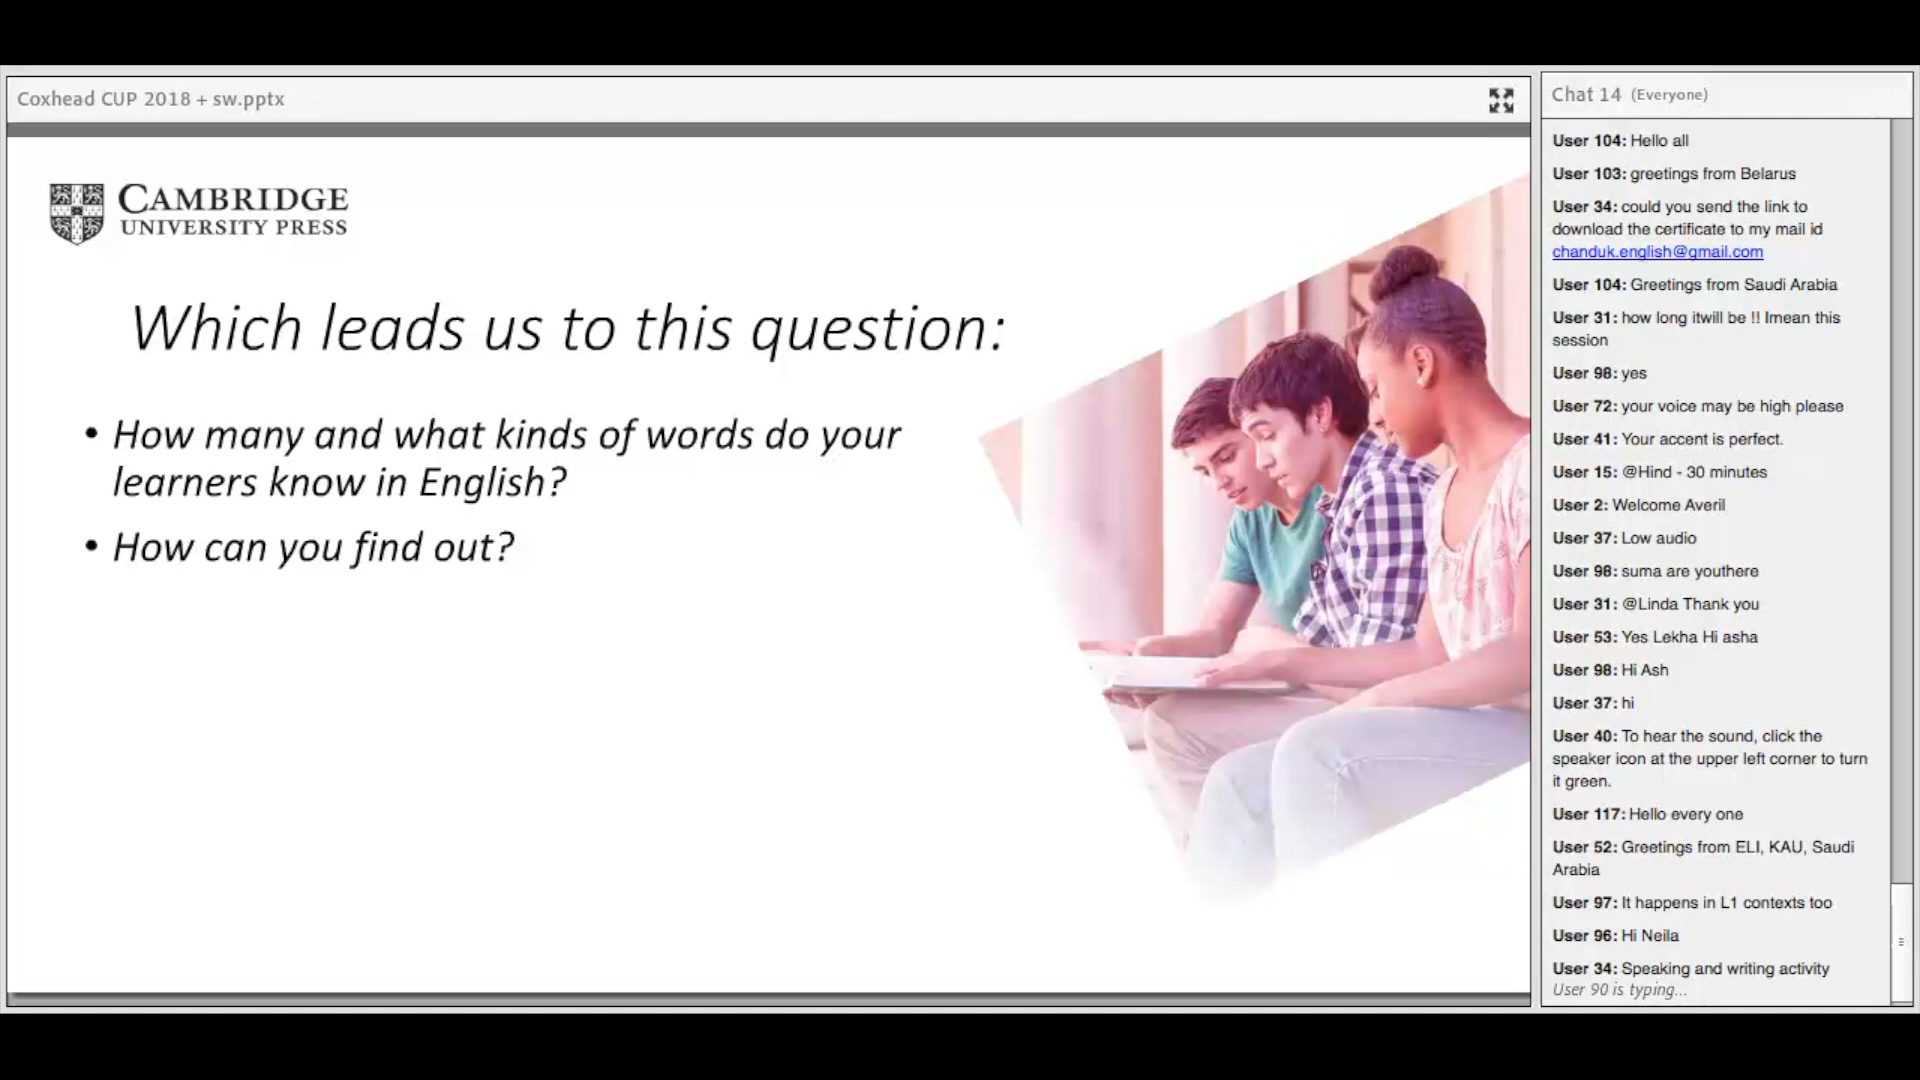 Coxhead CUP 2018 + sw.pptx
CAMBRIDGE
UNIVERSITY PRESS
Which leads us to this question:
• How many and what kinds of words do your
learners know in English?
• How can you find out?
Chat 14 (Everyone)
User 104: Hello all
User 103: greetings from Belarus
User 34: could you send the link to
download the certificate to my mail id
chanduk.english@gmail.com
User 104: Greetings from Saudi Arabia
User 31: how long itwill be !! Imean this
session
User 98: yes
User 72: your voice may be high please
User 41: Your accent is perfect.
User 15: @Hind - 30 minutes
User 2: Welcome Averil
User 37: Low audio
User 98: suma are youthere
User 31: @Linda Thank you
User 53: Yes Lekha Hi asha
User 98: Hi Ash
User 37: hi
User 40: To hear the sound, click the
speaker icon at the upper left corner to turn
it green.
User 117: Hello every one
User 52: Greetings from ELI, KAU, Saudi
Arabia
User 97: It happens in L1 contexts too
User 96: Hi Neila
User 34: Speaking and writing activity
User 90 is typing...